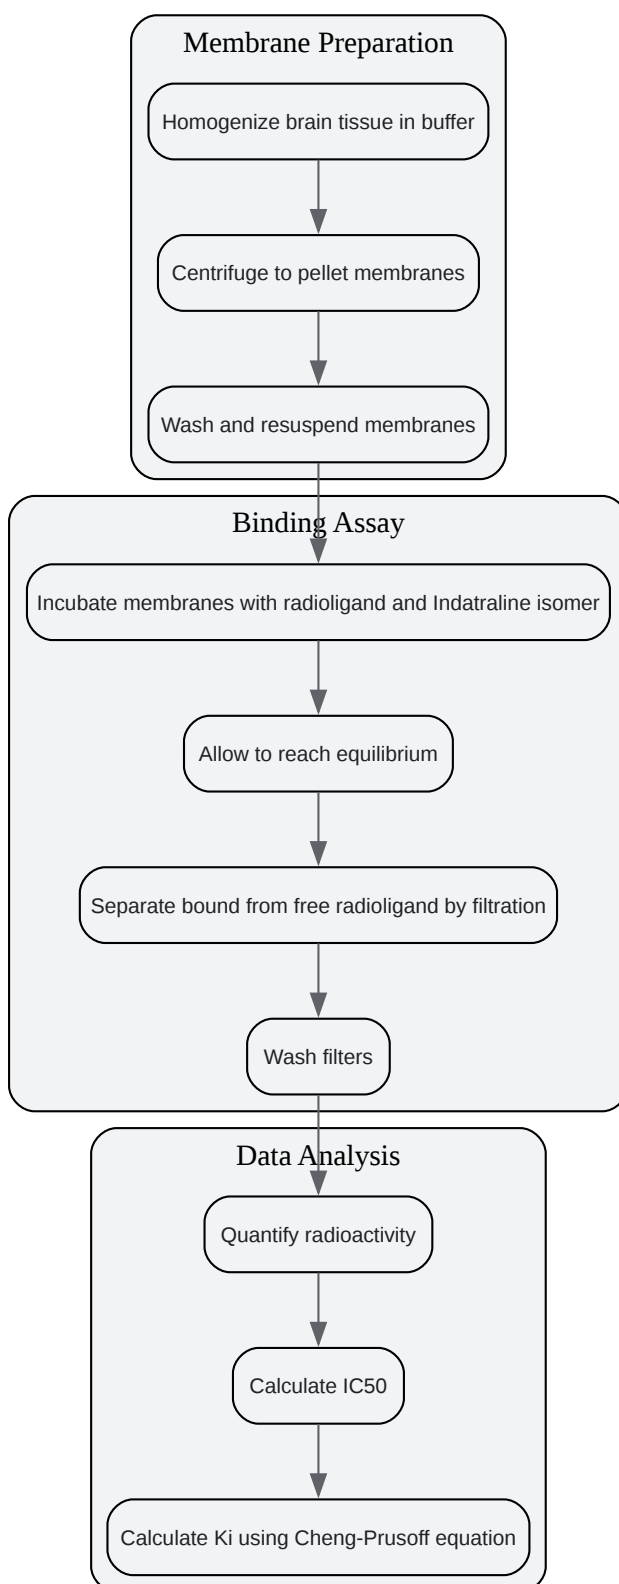 Membrane Preparation
Homogenize brain tissue in buffer
Centrifuge to pellet membranes
Wash and resuspend membranes
Binding Assay
Incubate membranes with radioligand and Indatraline isomer
Allow to reach equilibrium
Separate bound from free radioligand by filtration
Wash filters
Data Analysis
Quantify radioactivity
Calculate IC50
Calculate Ki using Cheng-Prusoff equation